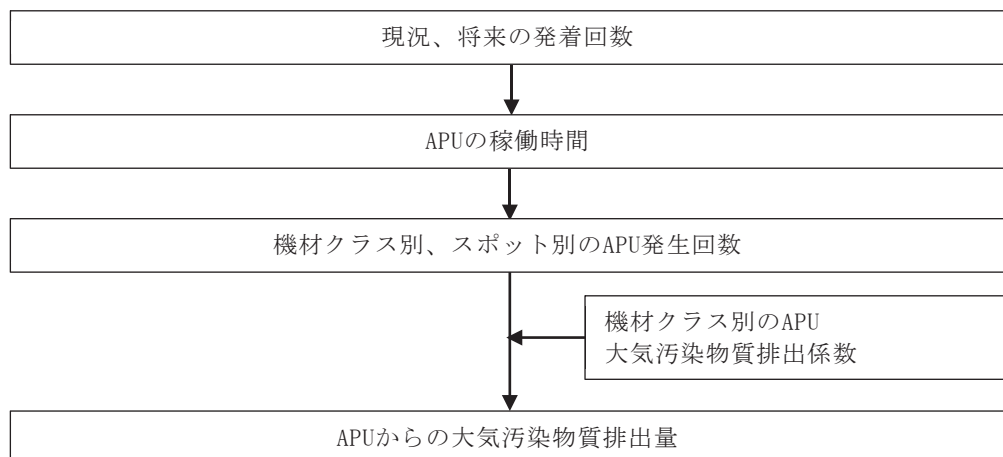 現況、将来の発着回数
APUの稼働時間
機材クラス別、スポット別のAPU発生回数
機材クラス別のAPU
大気汚染物質排出係数
APUからの大気汚染物質排出量